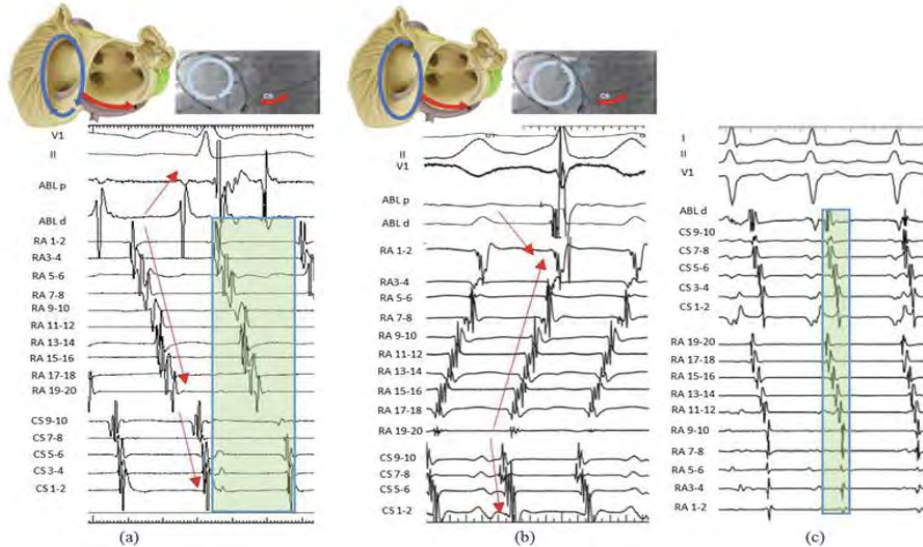 CS
CS
V1
II
ABL p
ABL d
RA 1-2
RA3-4
RA 5-6
RA 7-8
RA 9-10
RA 11-12
RA 13-14
RA 15-16
RA 17-18
RA 19-20
CS 9-10
CS 7-8
CS 5-6
CS 3-4
CS 1-2
(a)
II
V1
ABL p
ABL d
RA 1-2
RA3-4
RA 5-6
RA 7-8
RA 9-10
RA 11-12
RA 13-14
RA 15-16
RA 17-18
RA 19-20
CS 9-10
CS 7-8
CS 5-6
CS 1-2
(b)
I
II
V1
ABL d
CS 9-10
CS 7-8
CS 5-6
CS 3-4
CS 1-2
RA 19-20
RA 17-18
RA 15-16
RA 13-14
RA 11-12
RA 9-10
RA 7-8
RA 5-6
RA3-4
RA 1-2
(c)